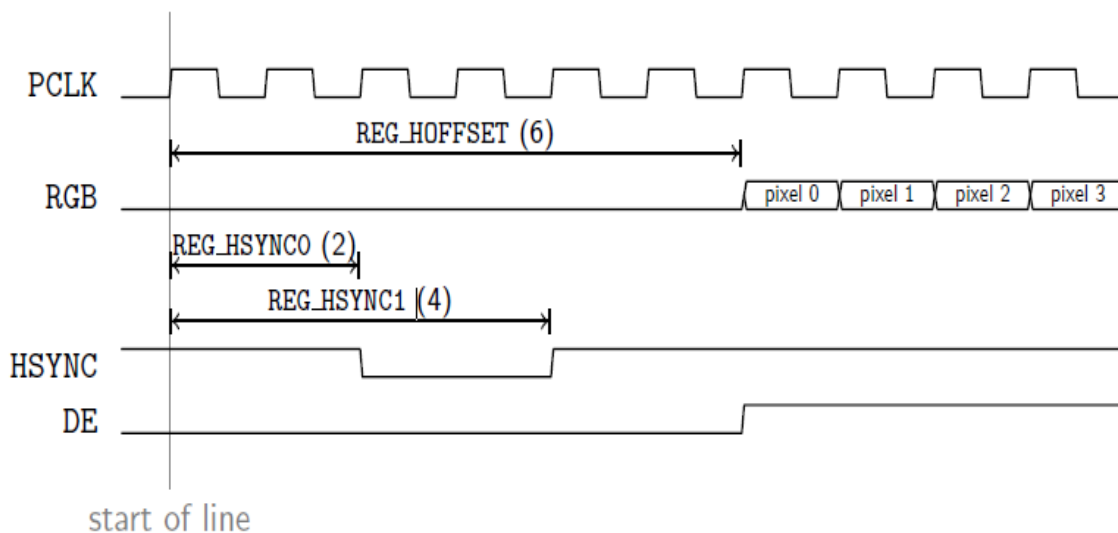 PCLK
REG_HOFFSET (6)
RGB
pixel 0 pixel 1 pixel 2 pixel 3
REG_HSYNC0 (2)
REG_HSYNC1 (4)
HSYNC
DE
start of line